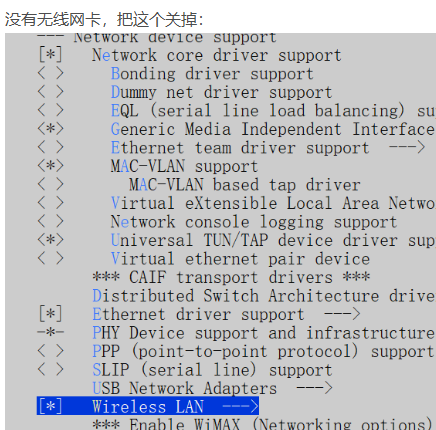 没有无线网卡，把这个关掉：
--- Network device support
[*] Network core driver support
< > Bonding driver support
< > Dummy net driver support
< > EQL (serial line load balancing) su
<*> Generic Media Independent Interface
< > Ethernet team driver support --->
<*> MAC-VLAN support
< > MAC-VLAN based tap driver
< > Virtual eXtensible Local Area Netwo
< > Network console logging support
<*> Universal TUN/TAP device driver sup
< > Virtual ethernet pair device
*** CAIF transport drivers ***
Distributed Switch Architecture drive
[*] Ethernet driver support --->
-*- PHY Device support and infrastructure
< > PPP (point-to-point protocol) support
< > SLIP (serial line) support
USB Network Adapters --->
[*] Wireless LAN --->
*** Enable WiMAX (Networking options)